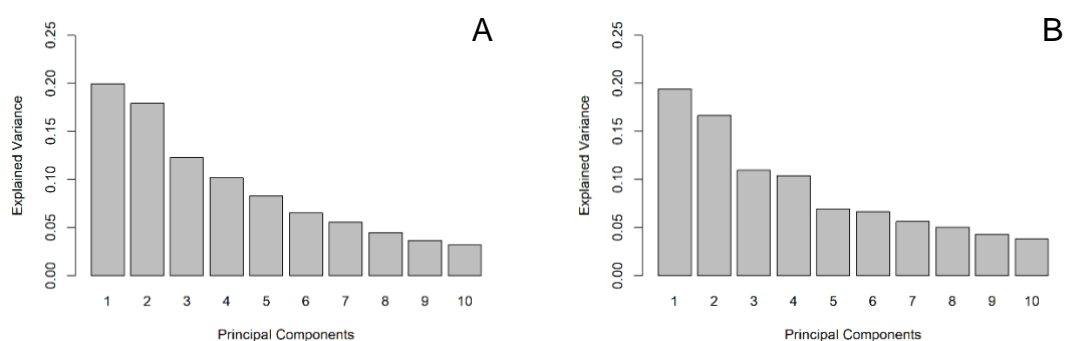 A
Explained Variance
0.00 0.05 0.10 0.15 0.20 0.25
1 2 3 4 5 6 7 8 9 10
Principal Components
B
Explained Variance
0.00 0.05 0.10 0.15 0.20 0.25
1 2 3 4 5 6 7 8 9 10
Principal Components